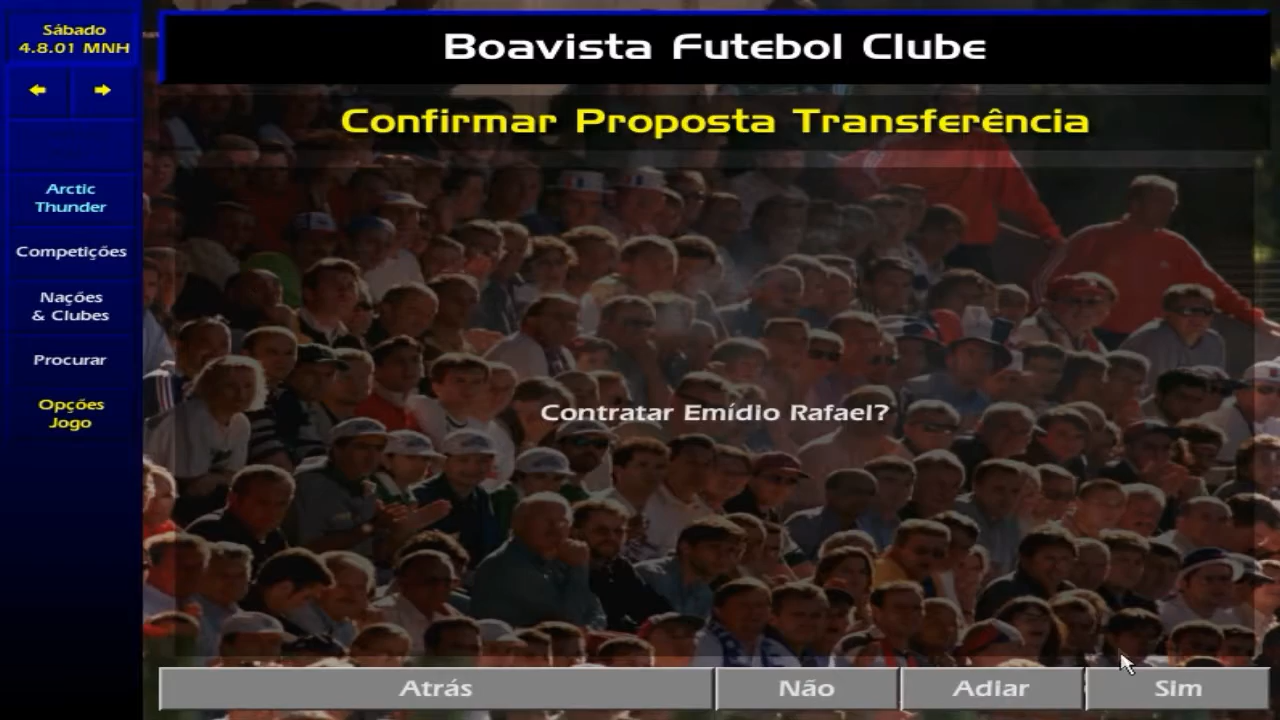 Sábado
4.8.01 MNH
Boavista Futebol Clube
Confirmar Proposta Transferência
Arctic
Thunder
Competições
Nações
& Clubes
Procurar
Opções
Jogo
Contratar Emídio Rafael?
Atrás
Não
Adiar
Sim